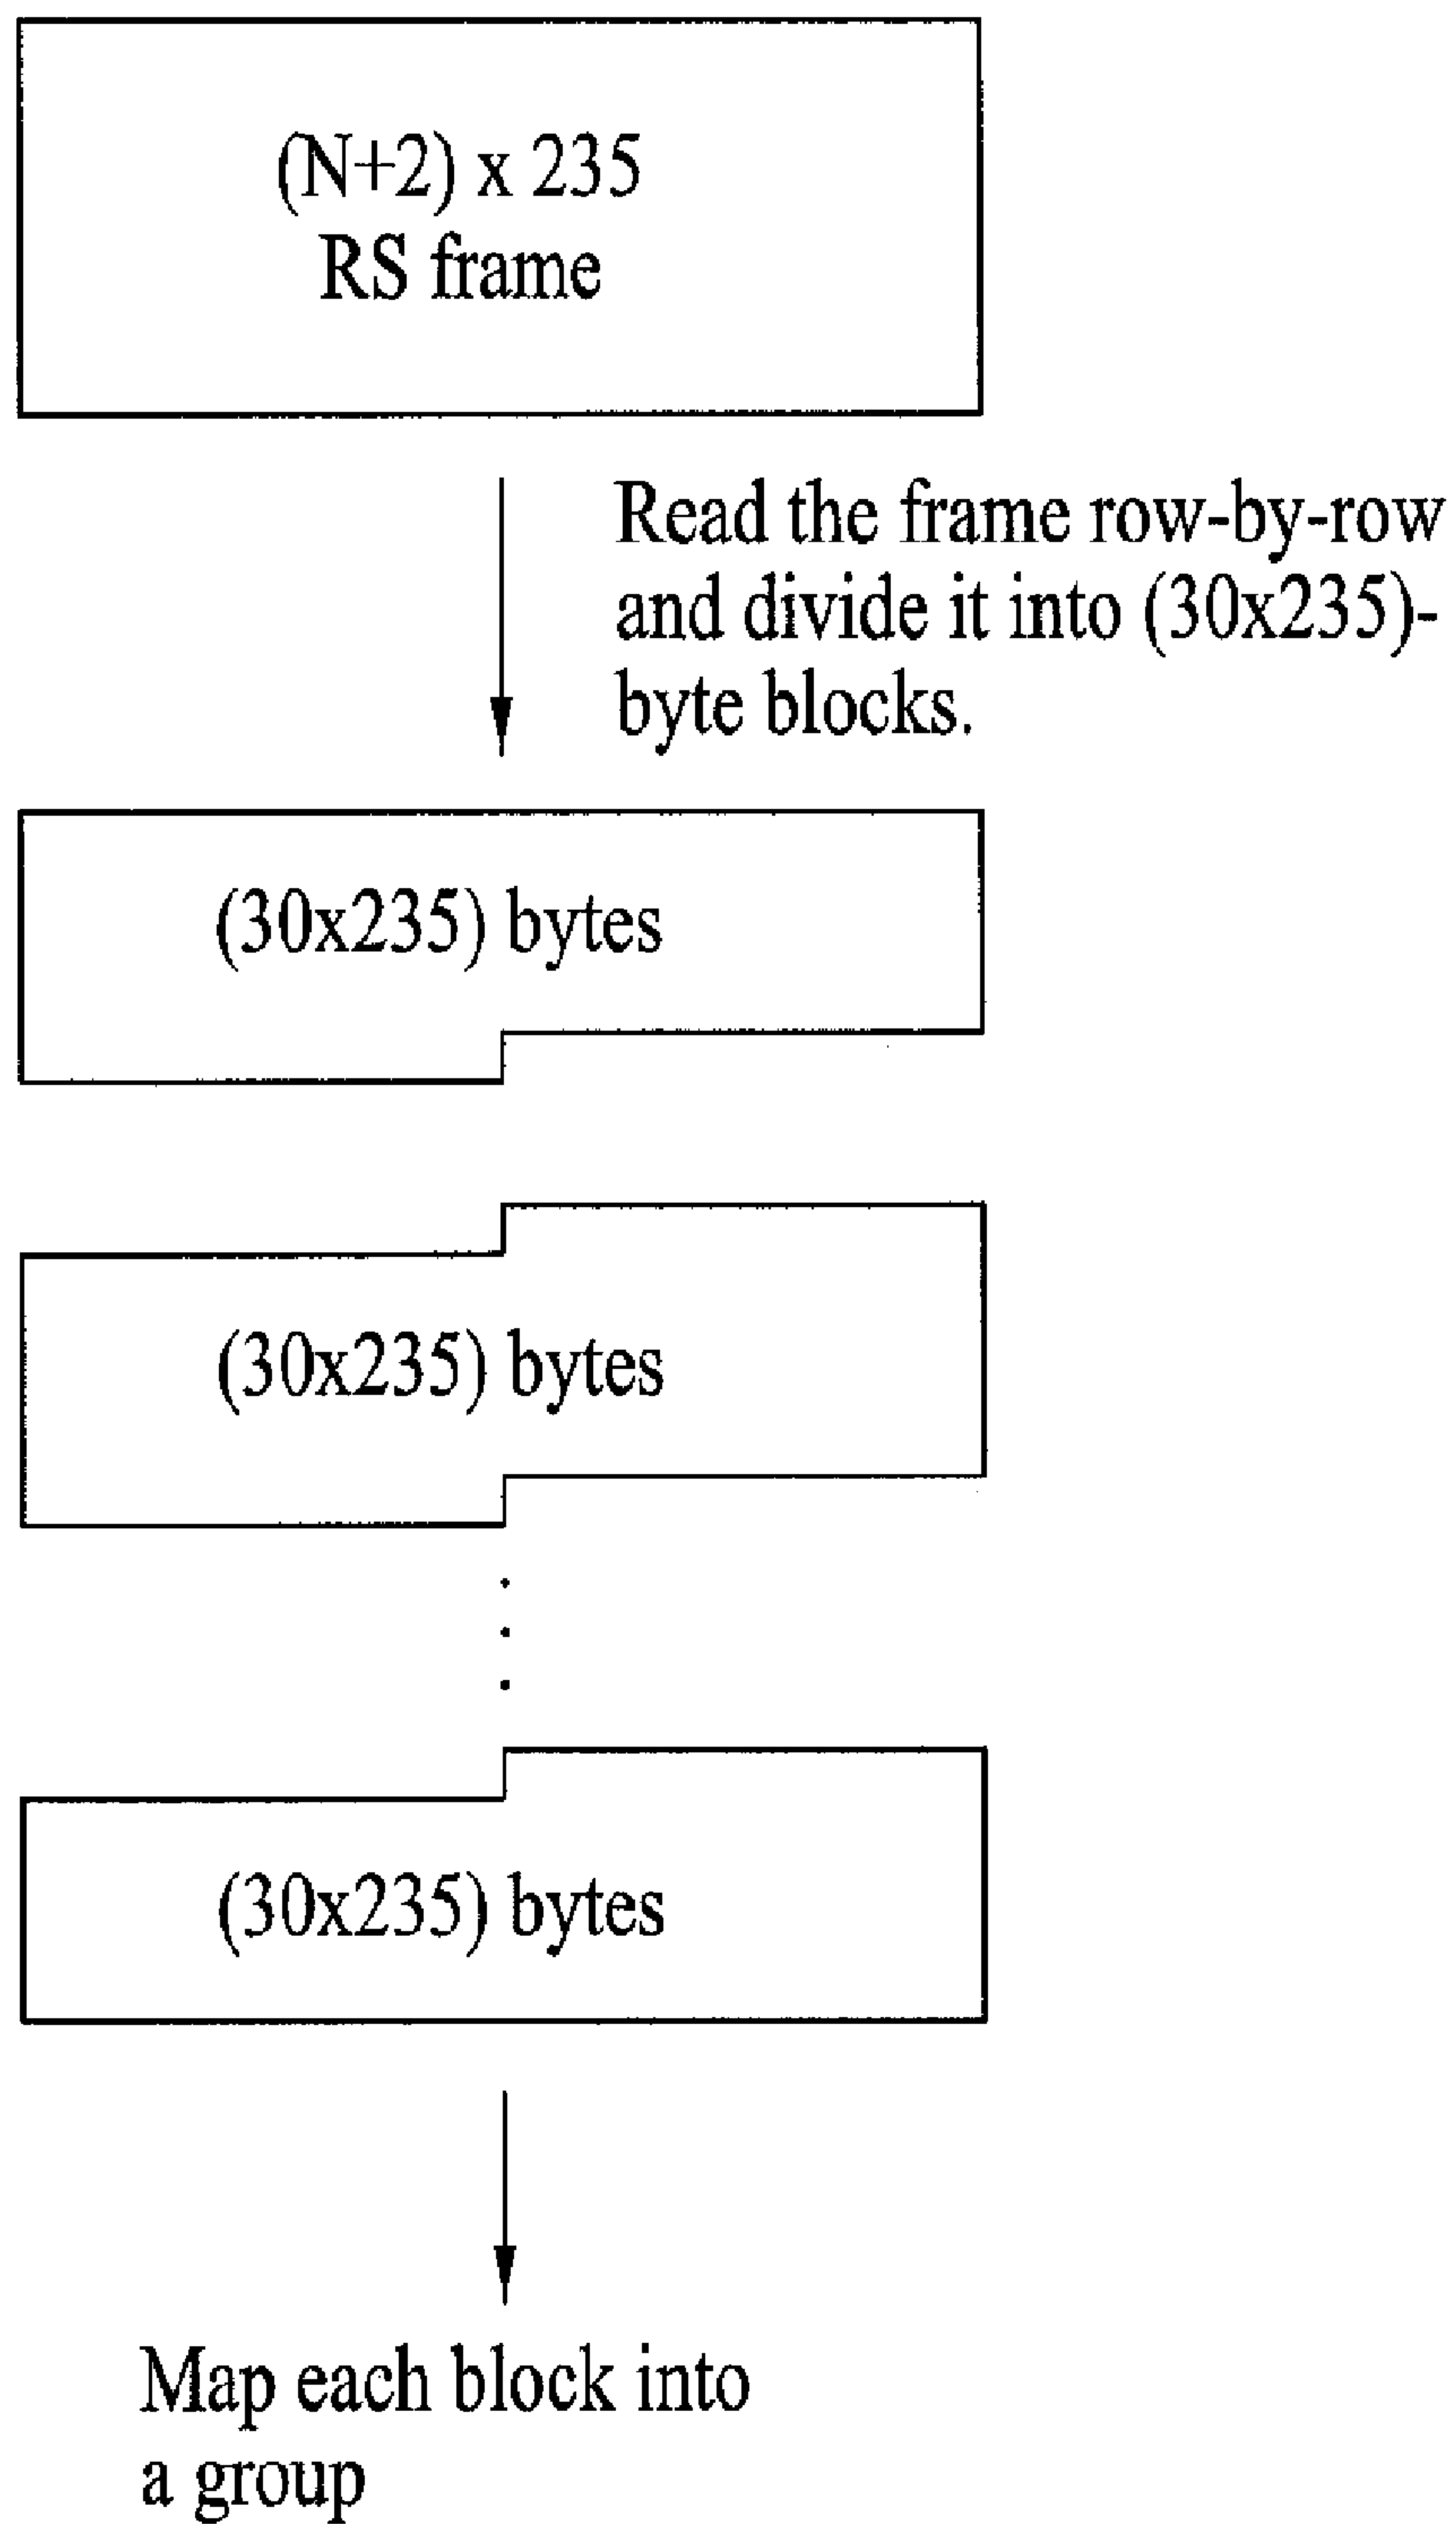 (N+2) x 235
RS frame
Read the frame row-by-row
and divide it into (30x235)-
byte blocks.
(30x235) bytes
(30x235) bytes
(30x235) bytes
Map each block into
a group